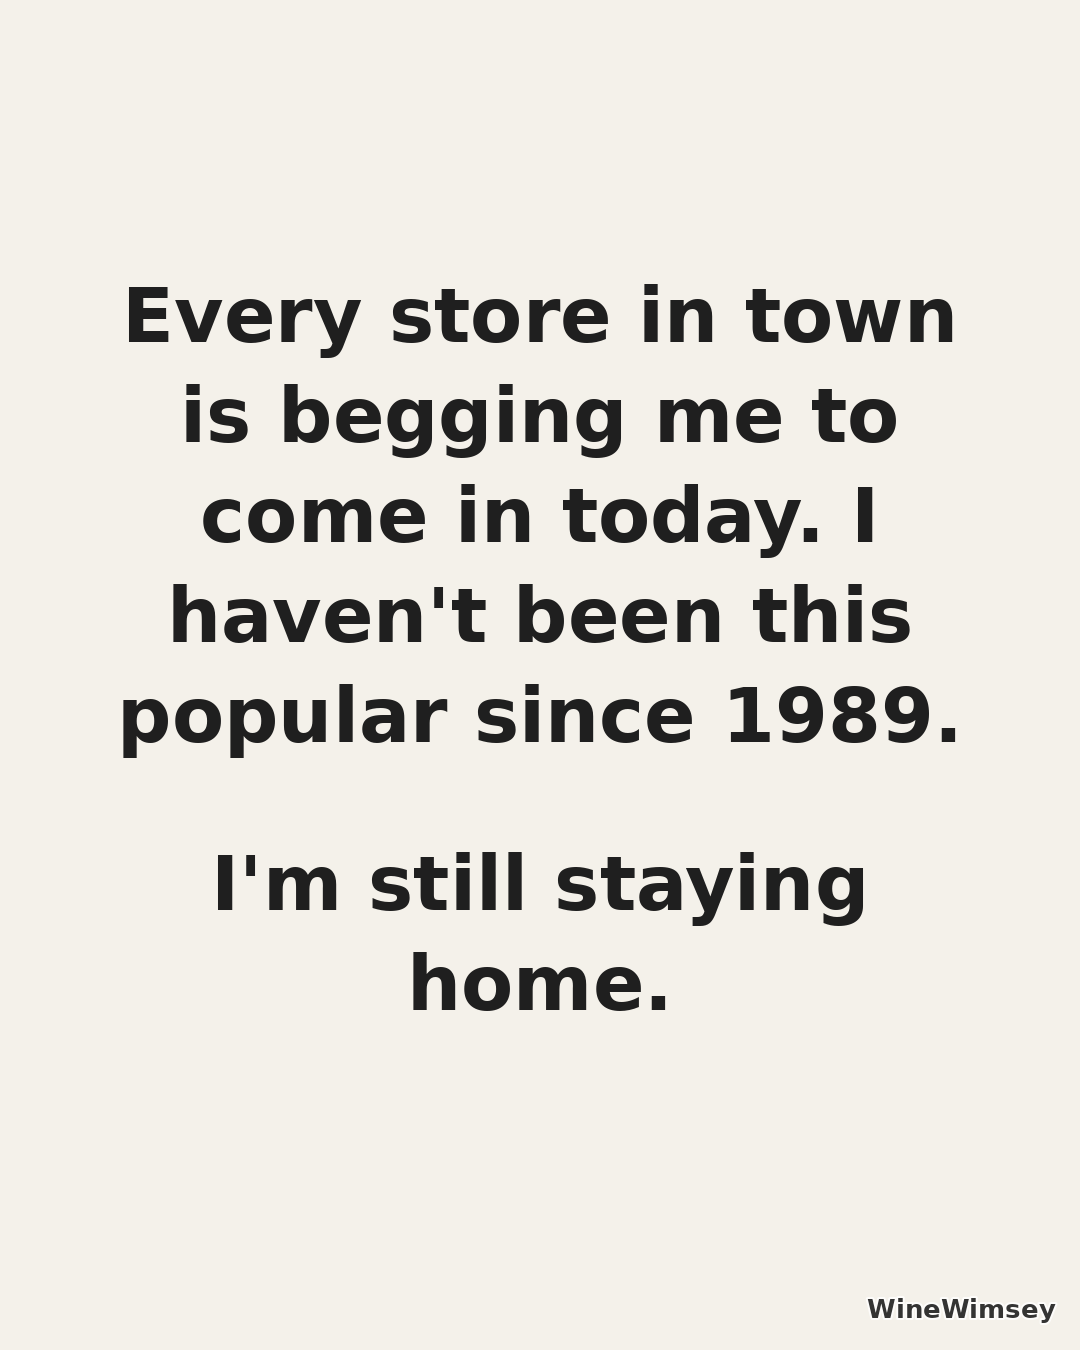 Every store in town
is begging me to
come in today. I
haven't been this
popular since 1989.
I'm still staying
home.
WineWimsey